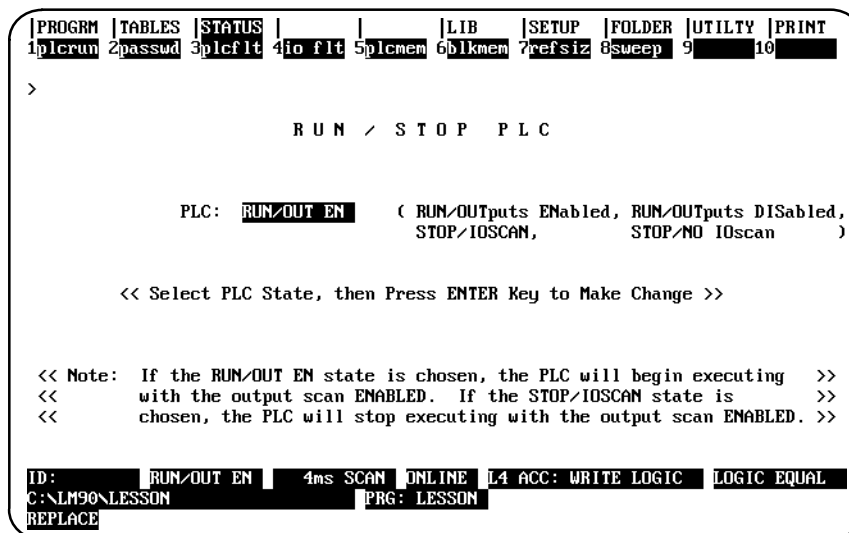 |PROGRM |TABLES |STATUS | | |LIB |SETUP |FOLDER |UTILTY |PRINT
1plcrun 2passwd 3plcflt 4io flt 5plcmem 6blkmem 7refsiz 8sweep 9 10
>
R U N / S T O P P L C
PLC: RUN/OUT EN ( RUN/OUTputs ENabled, RUN/OUTputs DISabled,
STOP/IOSCAN, STOP/NO IOscan )
<< Select PLC State, then Press ENTER Key to Make Change >>
<< Note: If the RUN/OUT EN state is chosen, the PLC will begin executing >>
<< with the output scan ENABLED. If the STOP/IOSCAN state is >>
<< chosen, the PLC will stop executing with the output scan ENABLED. >>
ID: RUN/OUT EN 4ms SCAN ONLINE L4 ACC: WRITE LOGIC LOGIC EQUAL
C:\LM90\LESSON PRG: LESSON
REPLACE